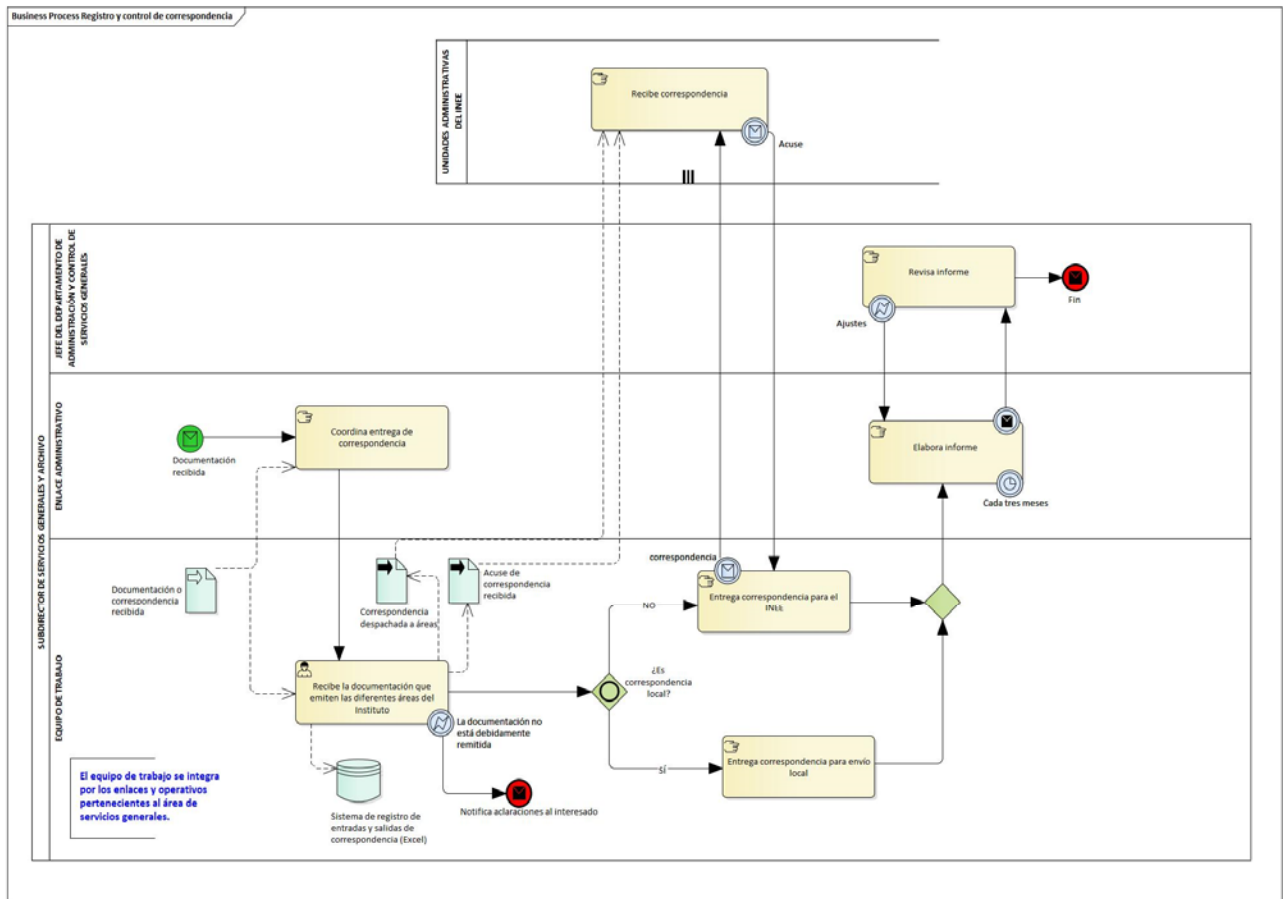 Business Process Registro y control de correspondencia
UNIDADES ADMINISTRATIVAS
DEL INEE
Recibe correspondencia
Acuse
SUBDIRECTOR DE SERVICIOS GENERALES Y ARCHIVO
JEFE DEL DEPARTAMENTO DE
ADMINISTRACIÓN Y CONTROL DE
SERVICIOS GENERALES
Revisa informe
Fin
Ajustes
ENLACE ADMINISTRATIVO
Coordina entrega de
correspondencia
Documentación
recibida
Elabora informe
Cada tres meses
EQUIPO DE TRABAJO
Documentación o
correspondencia
recibida
Correspondencia
despachada a áreas
Acuse de
correspondencia
recibida
correspondencia
Entrega correspondencia para el
INEE
NO
¿Es
correspondencia
local?
Recibe la documentación que
emiten las diferentes áreas del
Instituto
La documentación no
está debidamente
remitida
SÍ
Entrega correspondencia para envío
local
El equipo de trabajo se integra
por los enlaces y operativos
pertenecientes al área de
servicios generales.
Sistema de registro de
entradas y salidas de
correspondencia (Excel)
Notifica aclaraciones al interesado